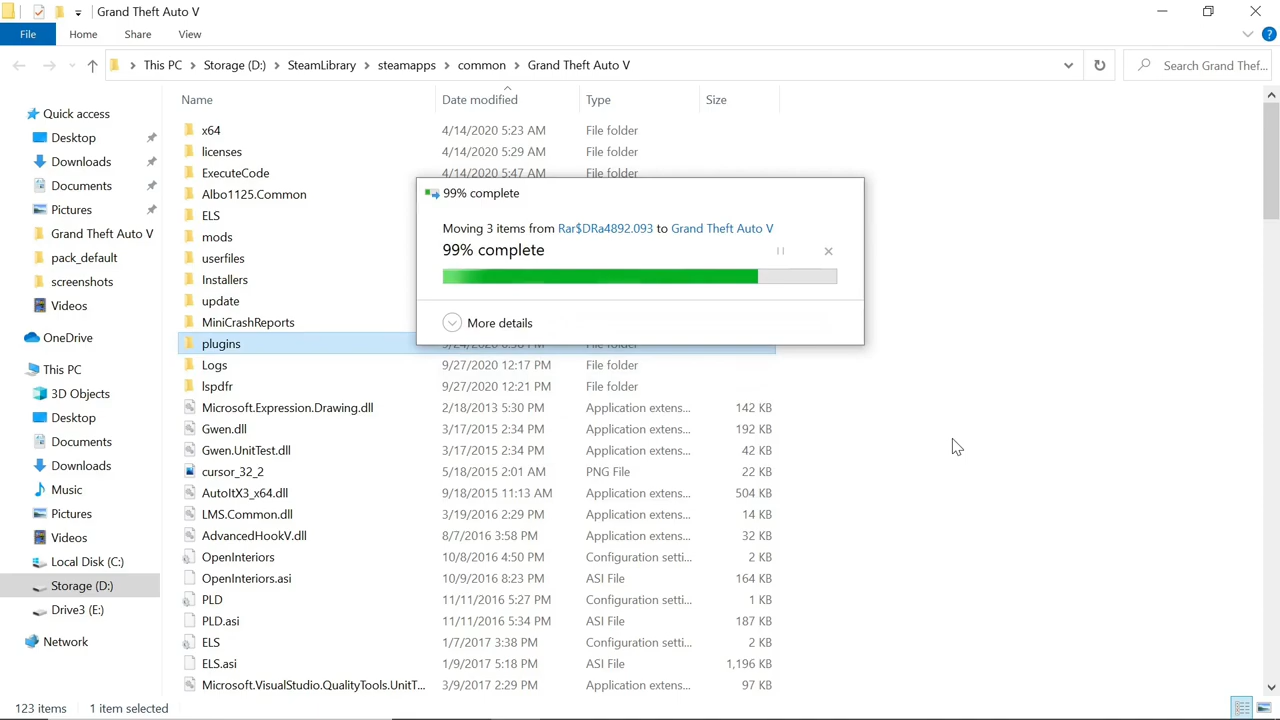 Grand Theft Auto V
File Home Share View
This PC Storage (D:) SteamLibrary steamapps common Grand Theft Auto V Search Grand Thef...
Name Date modified Type Size
Quick access
Desktop
Downloads
Documents
Pictures
Grand Theft Auto V
pack_default
screenshots
Videos
OneDrive
This PC
3D Objects
Desktop
Documents
Downloads
Music
Pictures
Videos
Local Disk (C:)
Storage (D:)
Drive3 (E:)
Network
x64 4/14/2020 5:23 AM File folder
licenses 4/14/2020 5:29 AM File folder
ExecuteCode 4/14/2020 5:47 AM File folder
Albo1125.Common
ELS
mods
userfiles
Installers
update
MiniCrashReports
plugins
Logs 9/27/2020 12:17 PM File folder
lspdfr 9/27/2020 12:21 PM File folder
Microsoft.Expression.Drawing.dll 2/18/2013 5:30 PM Application extens... 142 KB
Gwen.dll 3/17/2015 2:34 PM Application extens... 192 KB
Gwen.UnitTest.dll 3/17/2015 2:34 PM Application extens... 42 KB
cursor_32_2 5/18/2015 2:01 AM PNG File 22 KB
AutoItX3_x64.dll 9/18/2015 11:13 AM Application extens... 504 KB
LMS.Common.dll 3/19/2016 2:29 PM Application extens... 14 KB
AdvancedHookV.dll 8/7/2016 3:58 PM Application extens... 32 KB
OpenInteriors 10/8/2016 4:50 PM Configuration setti... 2 KB
OpenInteriors.asi 10/9/2016 8:23 PM ASI File 164 KB
PLD 11/11/2016 5:27 PM Configuration setti... 1 KB
PLD.asi 11/11/2016 5:34 PM ASI File 187 KB
ELS 1/7/2017 3:38 PM Configuration setti... 2 KB
ELS.asi 1/9/2017 5:18 PM ASI File 1,196 KB
Microsoft.VisualStudio.QualityTools.UnitT... 3/9/2017 2:29 PM Application extens... 97 KB
99% complete
Moving 3 items from Rar$DRa4892.093 to Grand Theft Auto V
99% complete
More details
123 items 1 item selected